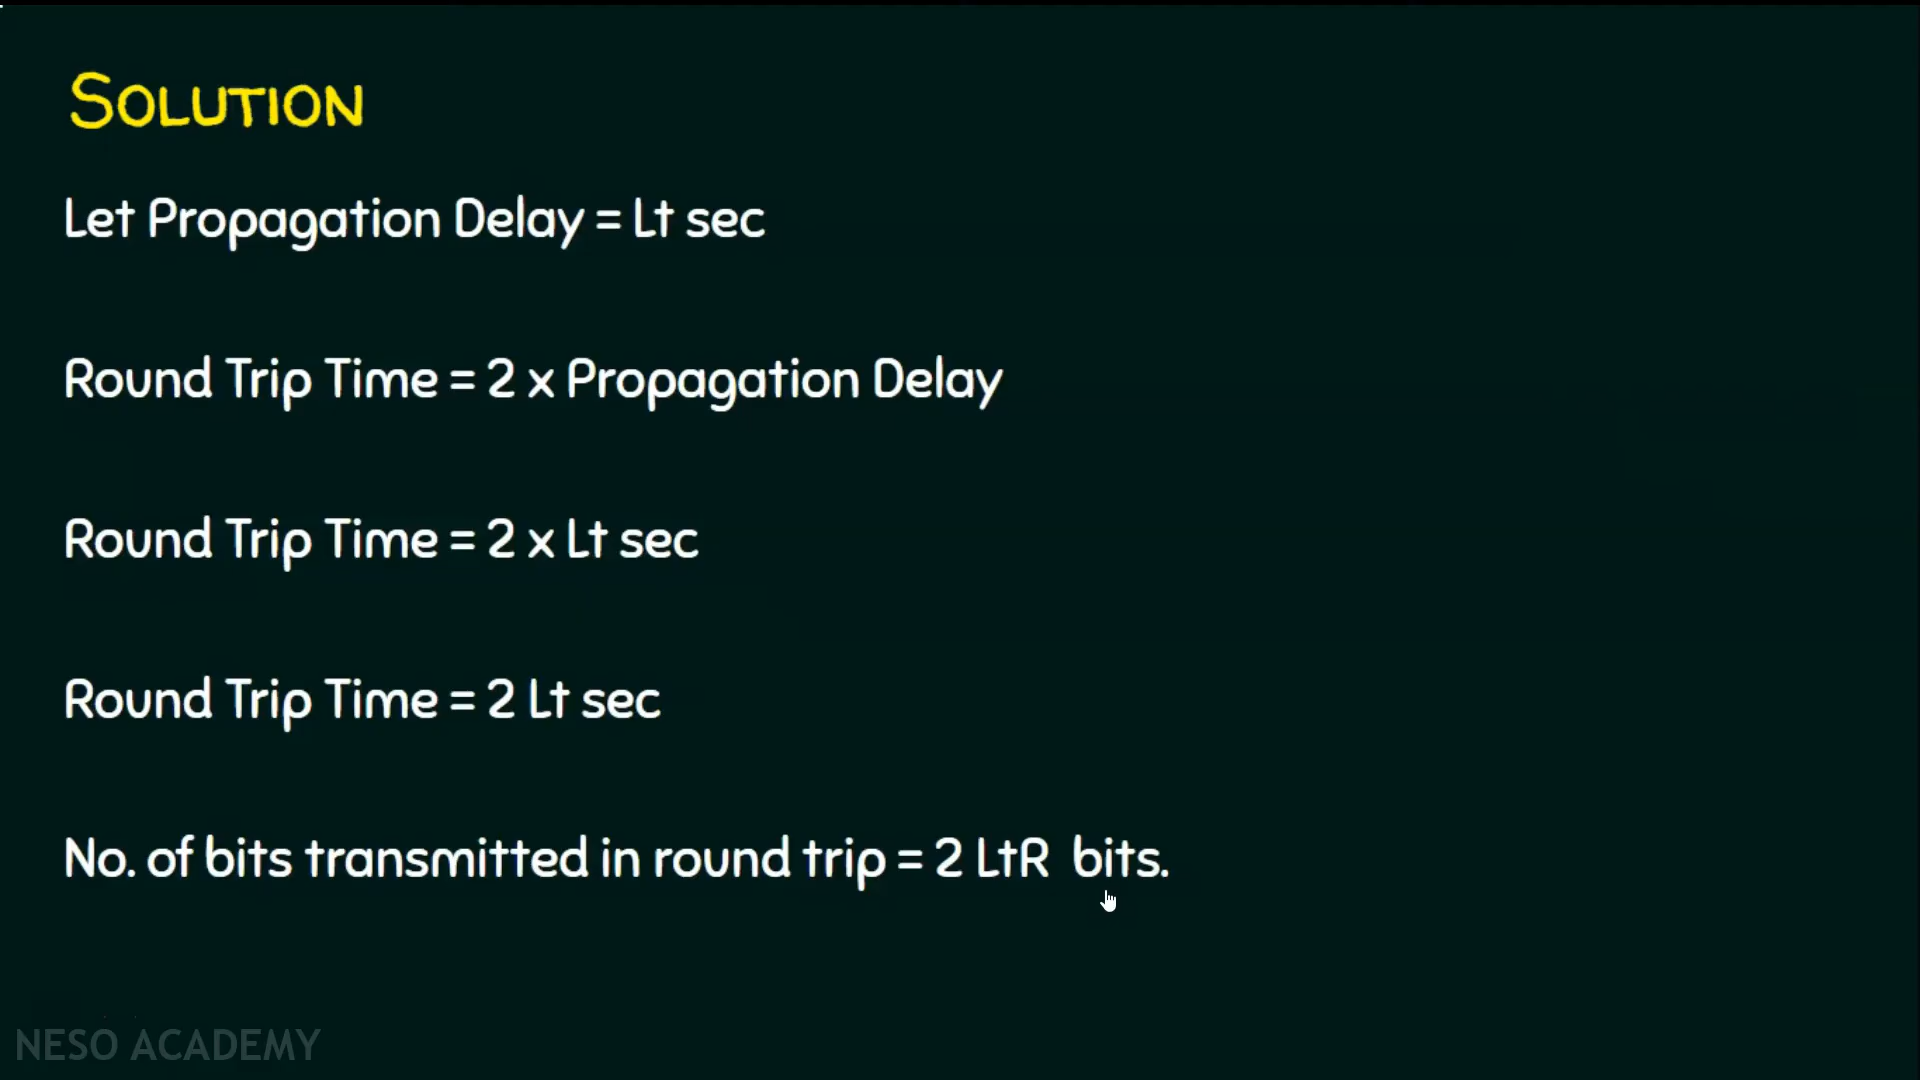 SOLUTION
Let Propagation Delay = Lt sec
Round Trip Time = 2 x Propagation Delay
Round Trip Time = 2 x Lt sec
Round Trip Time = 2 Lt sec
No. of bits transmitted in round trip = 2 LtR bits.
NESO ACADEMY